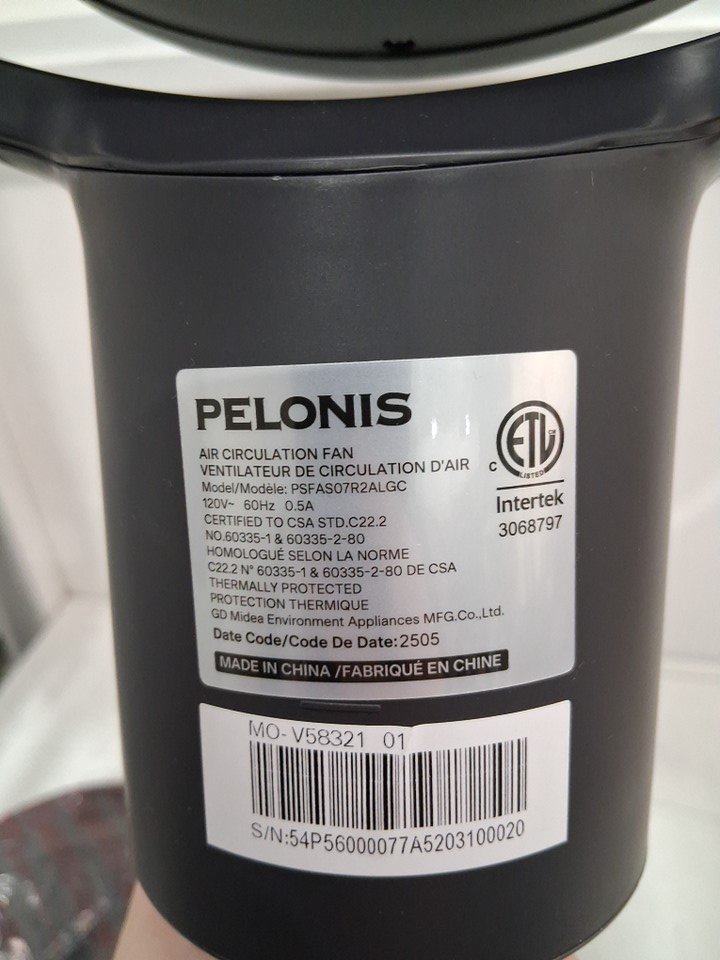 PELONIS
AIR CIRCULATION FAN
VENTILATEUR DE CIRCULATION D'AIR
Model/Modèle: PSFAS07R2ALGC
120V~ 60Hz 0.5A
CERTIFIED TO CSA STD.C22.2
NO.60335-1 & 60335-2-80
HOMOLOGUÉ SELON LA NORME
C22.2 N° 60335-1 & 60335-2-80 DE CSA
THERMALLY PROTECTED
PROTECTION THERMIQUE
GD Midea Environment Appliances MFG.Co.,Ltd.
Date Code/Code De Date:2505
MADE IN CHINA /FABRIQUÉ EN CHINE
C ETL CM
LISTED
Intertek
3068797
MO-V58321 01
S/N:54P56000077A5203100020